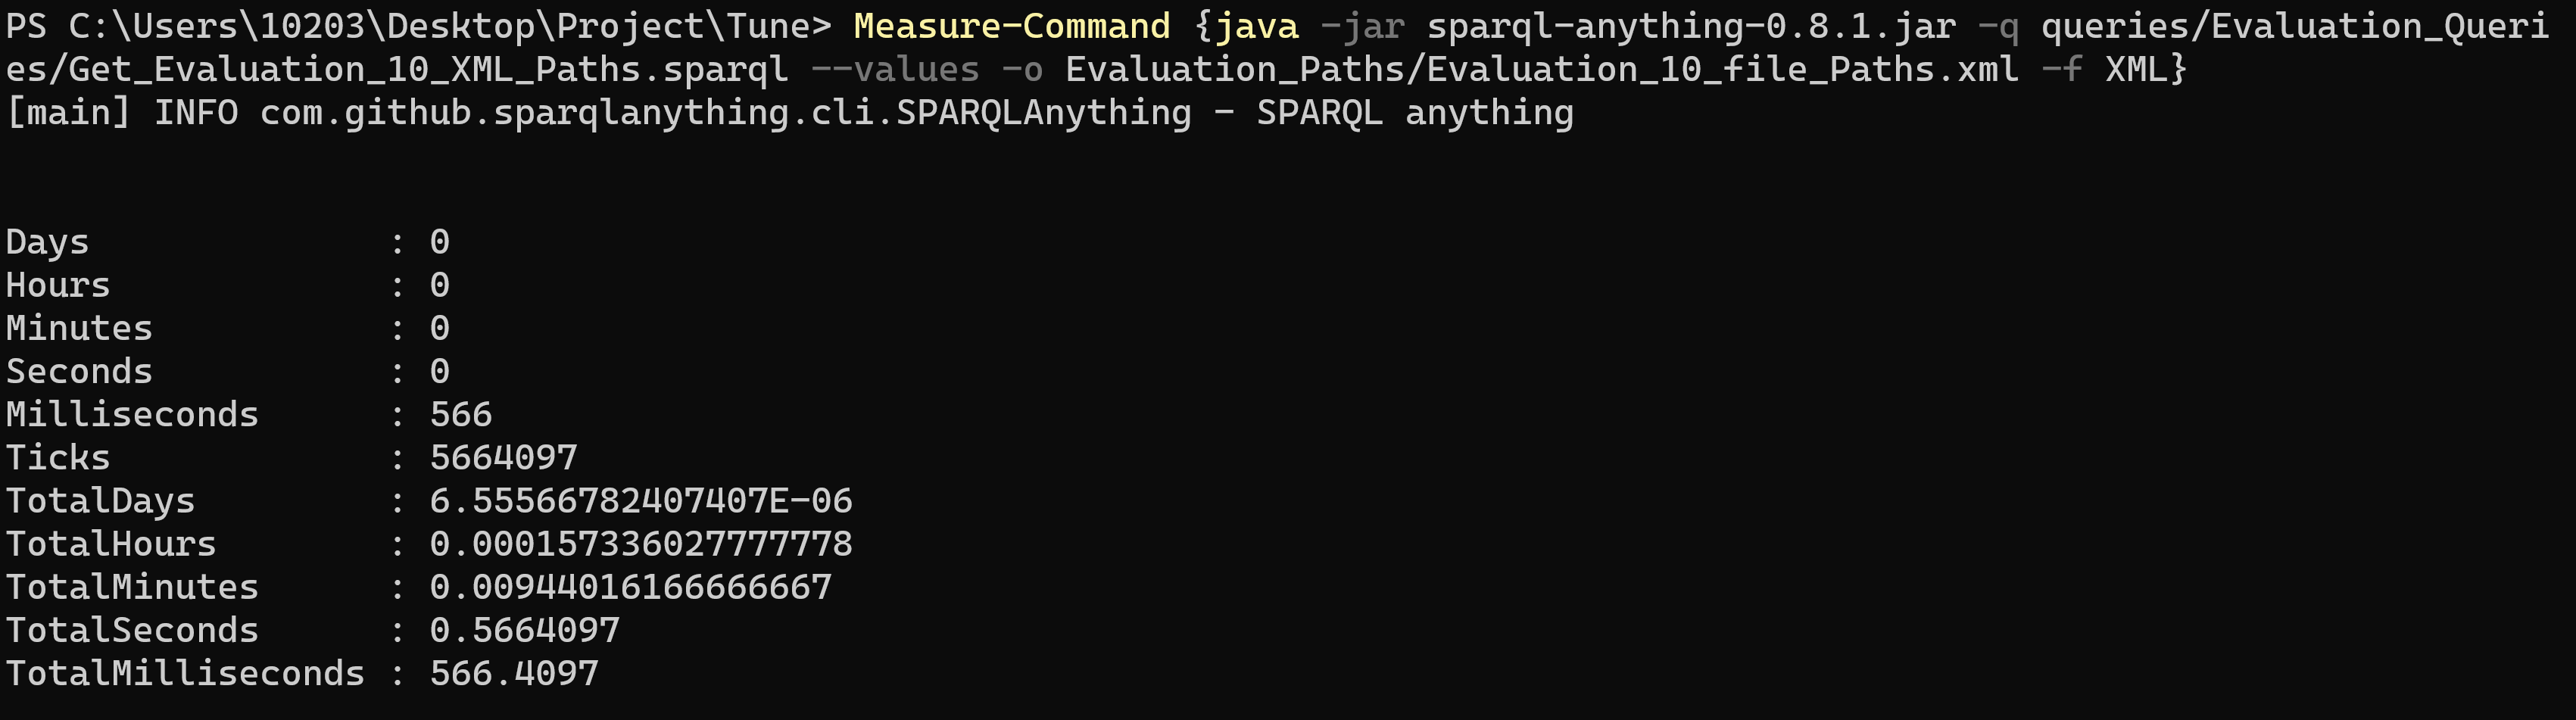 PS C:\Users\10203\Desktop\Project\Tune> Measure-Command {java -jar sparql-anything-0.8.1.jar -q queries/Evaluation_Queri
es/Get_Evaluation_10_XML_Paths.sparql --values -o Evaluation_Paths/Evaluation_10_file_Paths.xml -f XML}
[main] INFO com.github.sparqlanything.cli.SPARQLAnything - SPARQL anything
Days              : 0
Hours             : 0
Minutes           : 0
Seconds           : 0
Milliseconds      : 566
Ticks             : 5664097
TotalDays         : 6.55566782407407E-06
TotalHours        : 0.000157336027777778
TotalMinutes      : 0.00944016166666667
TotalSeconds      : 0.5664097
TotalMilliseconds : 566.4097